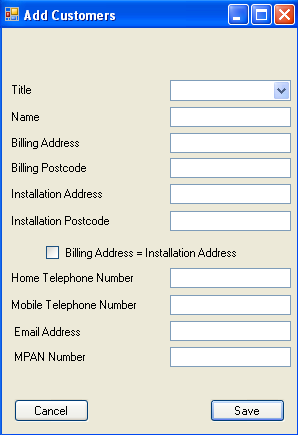 Add Customers
Title
Name
Billing Address
Billing Postcode
Installation Address
Installation Postcode
Billing Address = Installation Address
Home Telephone Number
Mobile Telephone Number
Email Address
MPAN Number
Cancel Save